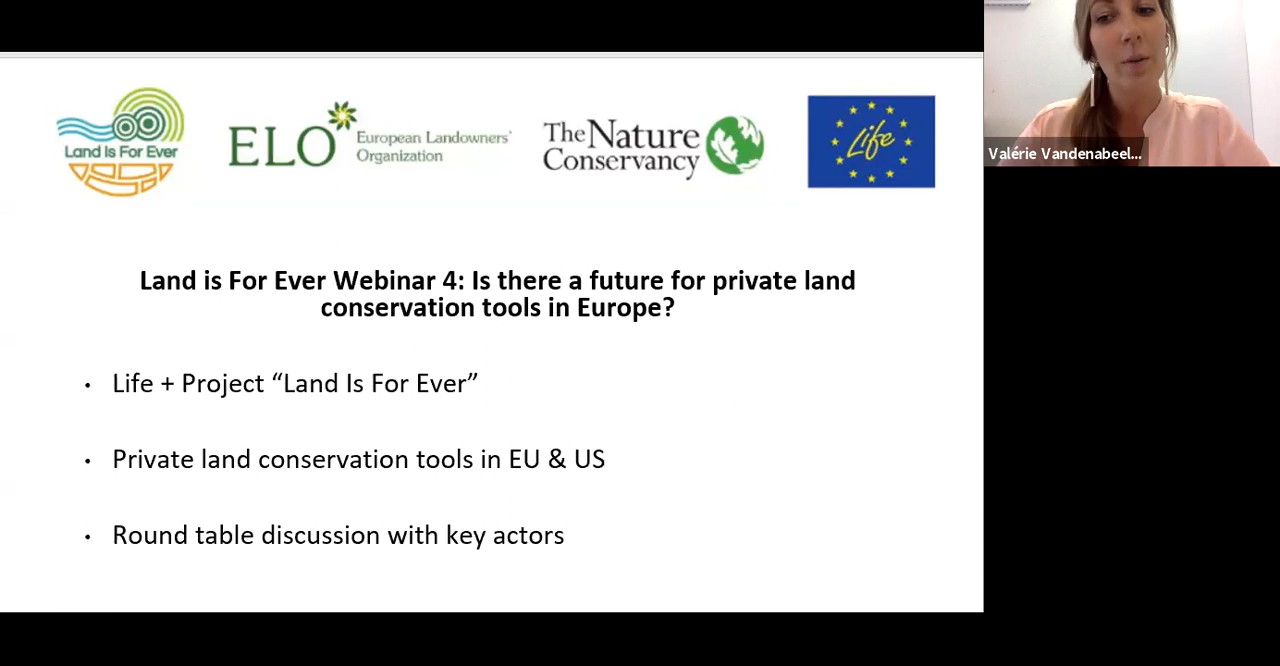 Land Is For Ever
ELO European Landowners'
Organization
The Nature
Conservancy
Life
Valérie Vandenabeel...
Land is For Ever Webinar 4: Is there a future for private land
conservation tools in Europe?
• Life + Project “Land Is For Ever”
• Private land conservation tools in EU & US
• Round table discussion with key actors